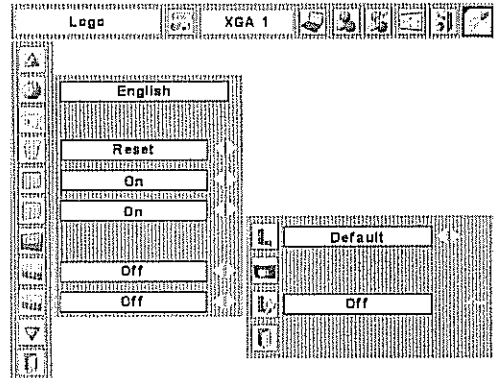 Logo
XGA 1
English
Reset
On
On
Default
Off
Off
Off